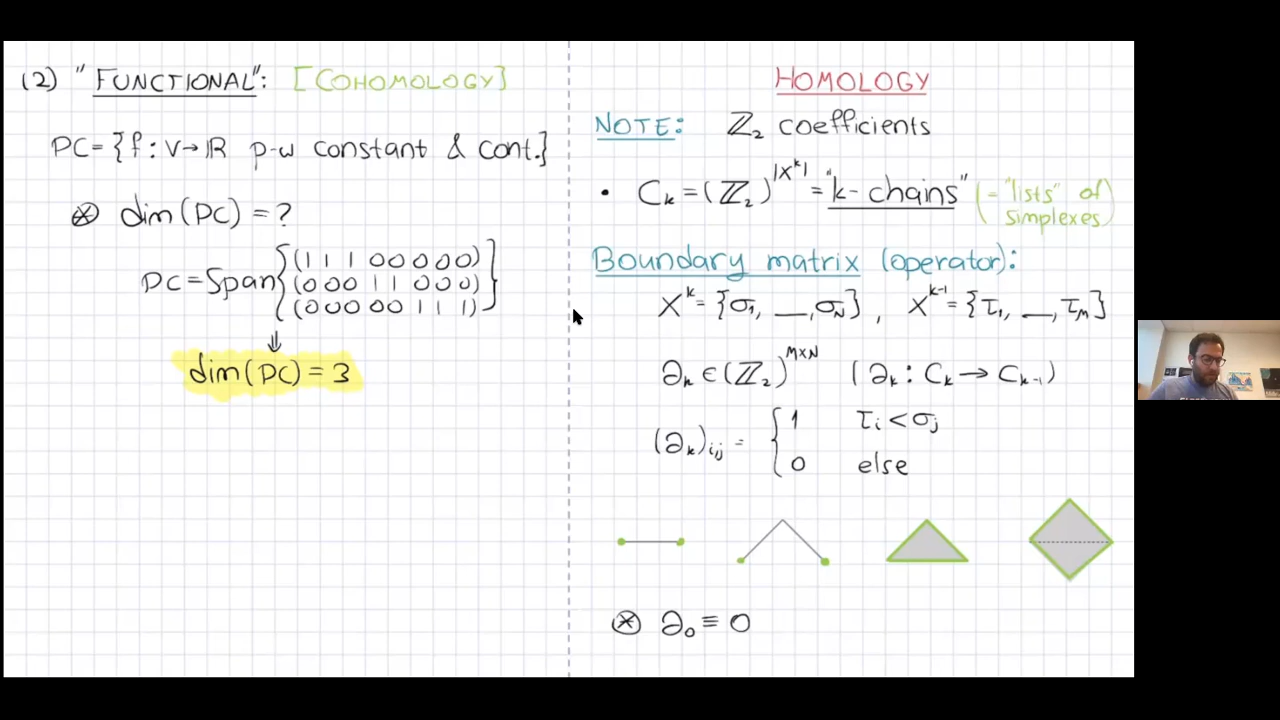 (2) "FUNCTIONAL": [COHOMOLOGY]
PC = {f : V→ℝ p-w constant & cont.}
⊛ dim(PC) = ?
PC = Span { (1 1 1 0 0 0 0 0)
(0 0 0 1 1 0 0 0)
(0 0 0 0 0 1 1 1) }
⇓
dim(PC) = 3
HOMOLOGY
NOTE: ℤ₂ coefficients
• Cₖ = (ℤ₂)^|Xᵏ| = "k-chains" (= "lists" of
simplexes)
Boundary matrix (operator):
Xᵏ = {σ₁, __, σ_N} , Xᵏ⁻¹ = {τ₁, __, τ_M}
∂ₖ ∈ (ℤ₂)^M×N (∂ₖ : Cₖ → Cₖ₋₁)
(∂ₖ)ᵢⱼ = { 1 τᵢ < σⱼ
0 else
⊛ ∂₀ ≡ 0